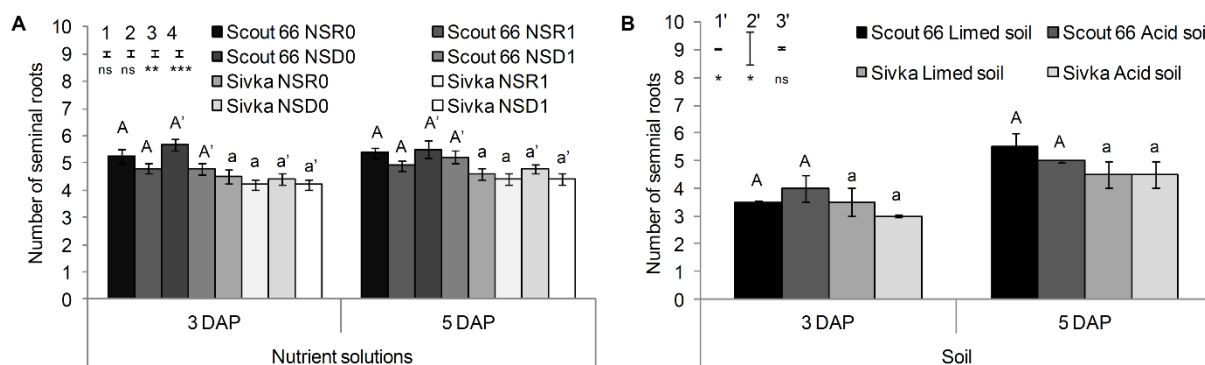 A
Number of seminal roots
10
9
8
7
6
5
4
3
2
1
0
1 2 3 4
ns ns ** ***
Scout 66 NSR0 Scout 66 NSR1
Scout 66 NSD0 Scout 66 NSD1
Sivka NSR0 Sivka NSR1
Sivka NSD0 Sivka NSD1
A A A’ A’ a a a’ a’
A A A’ A’ a a a’ a’
3 DAP 5 DAP
Nutrient solutions
B
Number of semnial roots
10
9
8
7
6
5
4
3
2
1
0
1' 2' 3'
* * ns
Scout 66 Limed soil Scout 66 Acid soil
Sivka Limed soil Sivka Acid soil
A A a a
A A a a
3 DAP 5 DAP
Soil